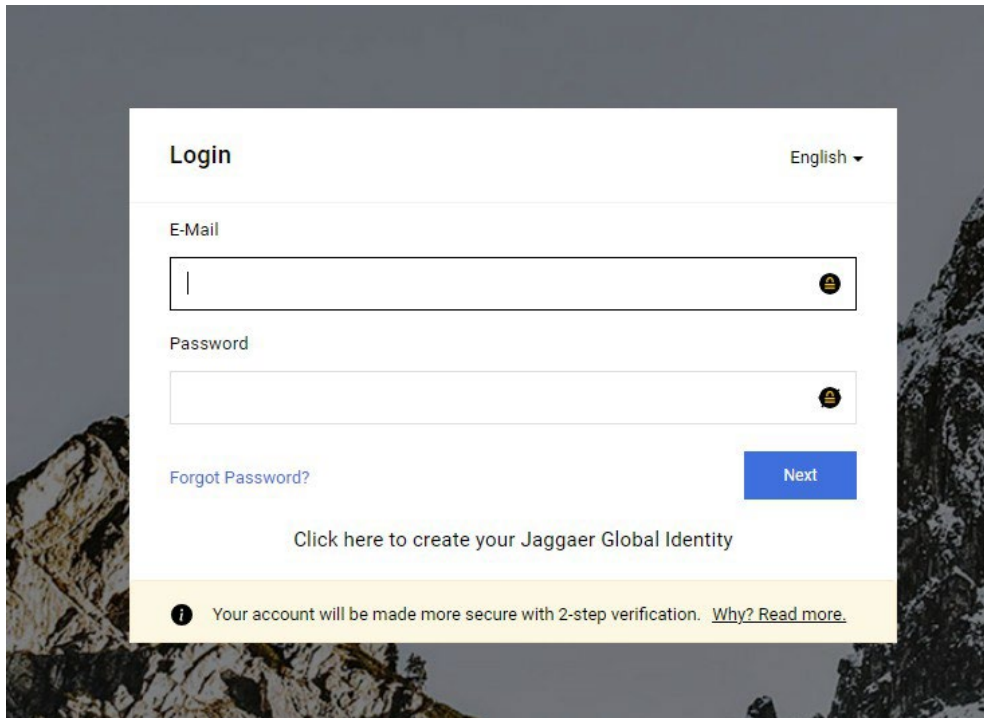 Login
English
E-Mail
Password
Forgot Password?
Next
Click here to create your Jaggaer Global Identity
Your account will be made more secure with 2-step verification. Why? Read more.